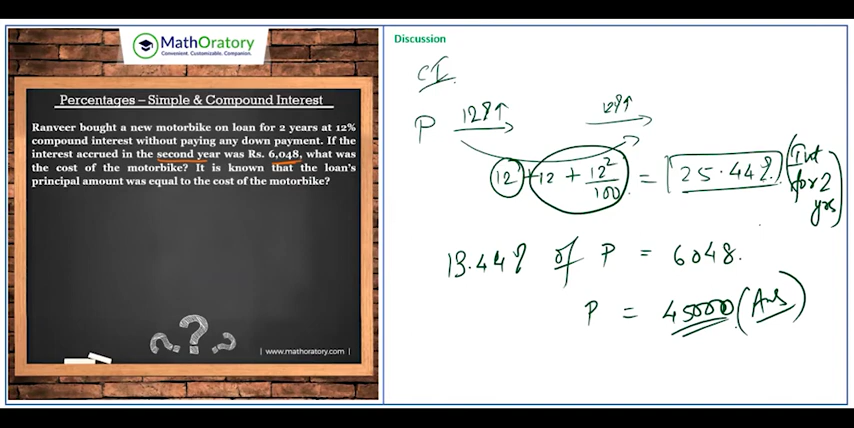 MathOratory
Convenient. Customizable. Companion.
Percentages – Simple & Compound Interest
Ranveer bought a new motorbike on loan for 2 years at 12%
compound interest without paying any down payment. If the
interest accrued in the second year was Rs. 6,048, what was
the cost of the motorbike? It is known that the loan's
principal amount was equal to the cost of the motorbike?
| www.mathoratory.com
Discussion
CI
P 12%↑ 12%↑
12 + 12 + 12²/100 = 25.44% (Int for 2 yrs)
13.44% of P = 6048.
P = 45000 (Ans)